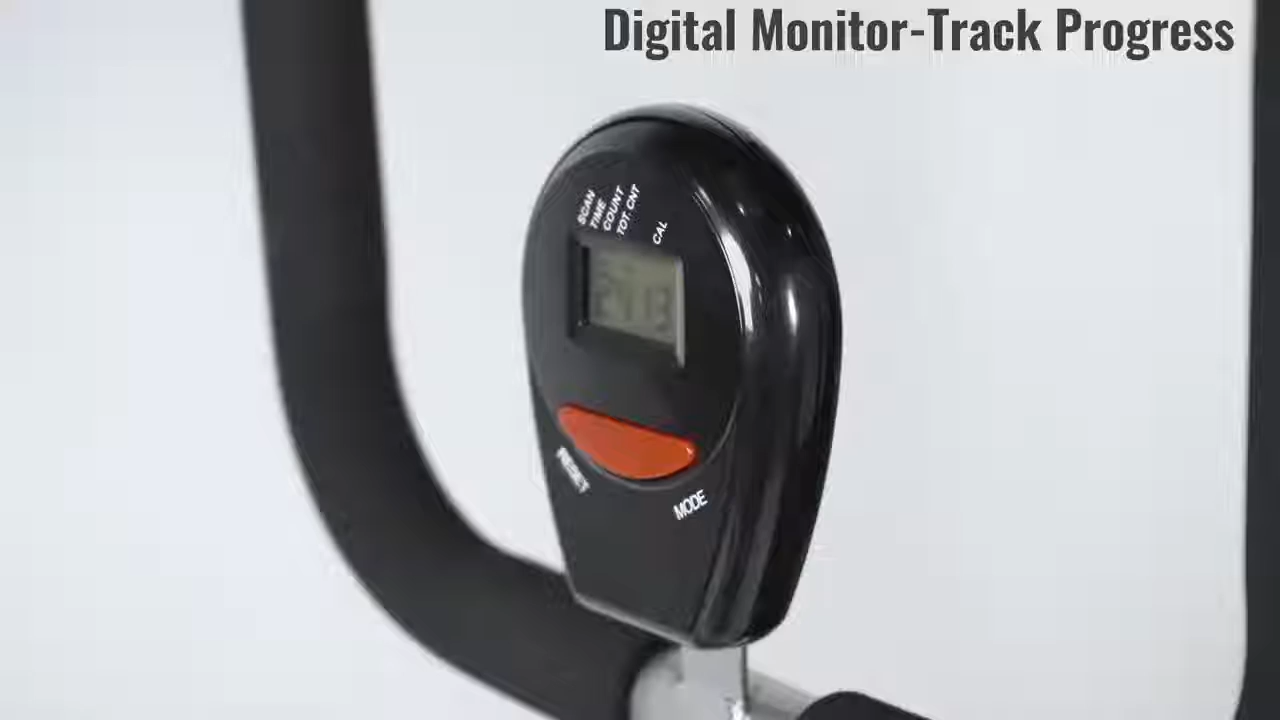 Digital Monitor-Track Progress
SCAN
TIME
COUNT
TOT. CNT
CAL
RESET
MODE